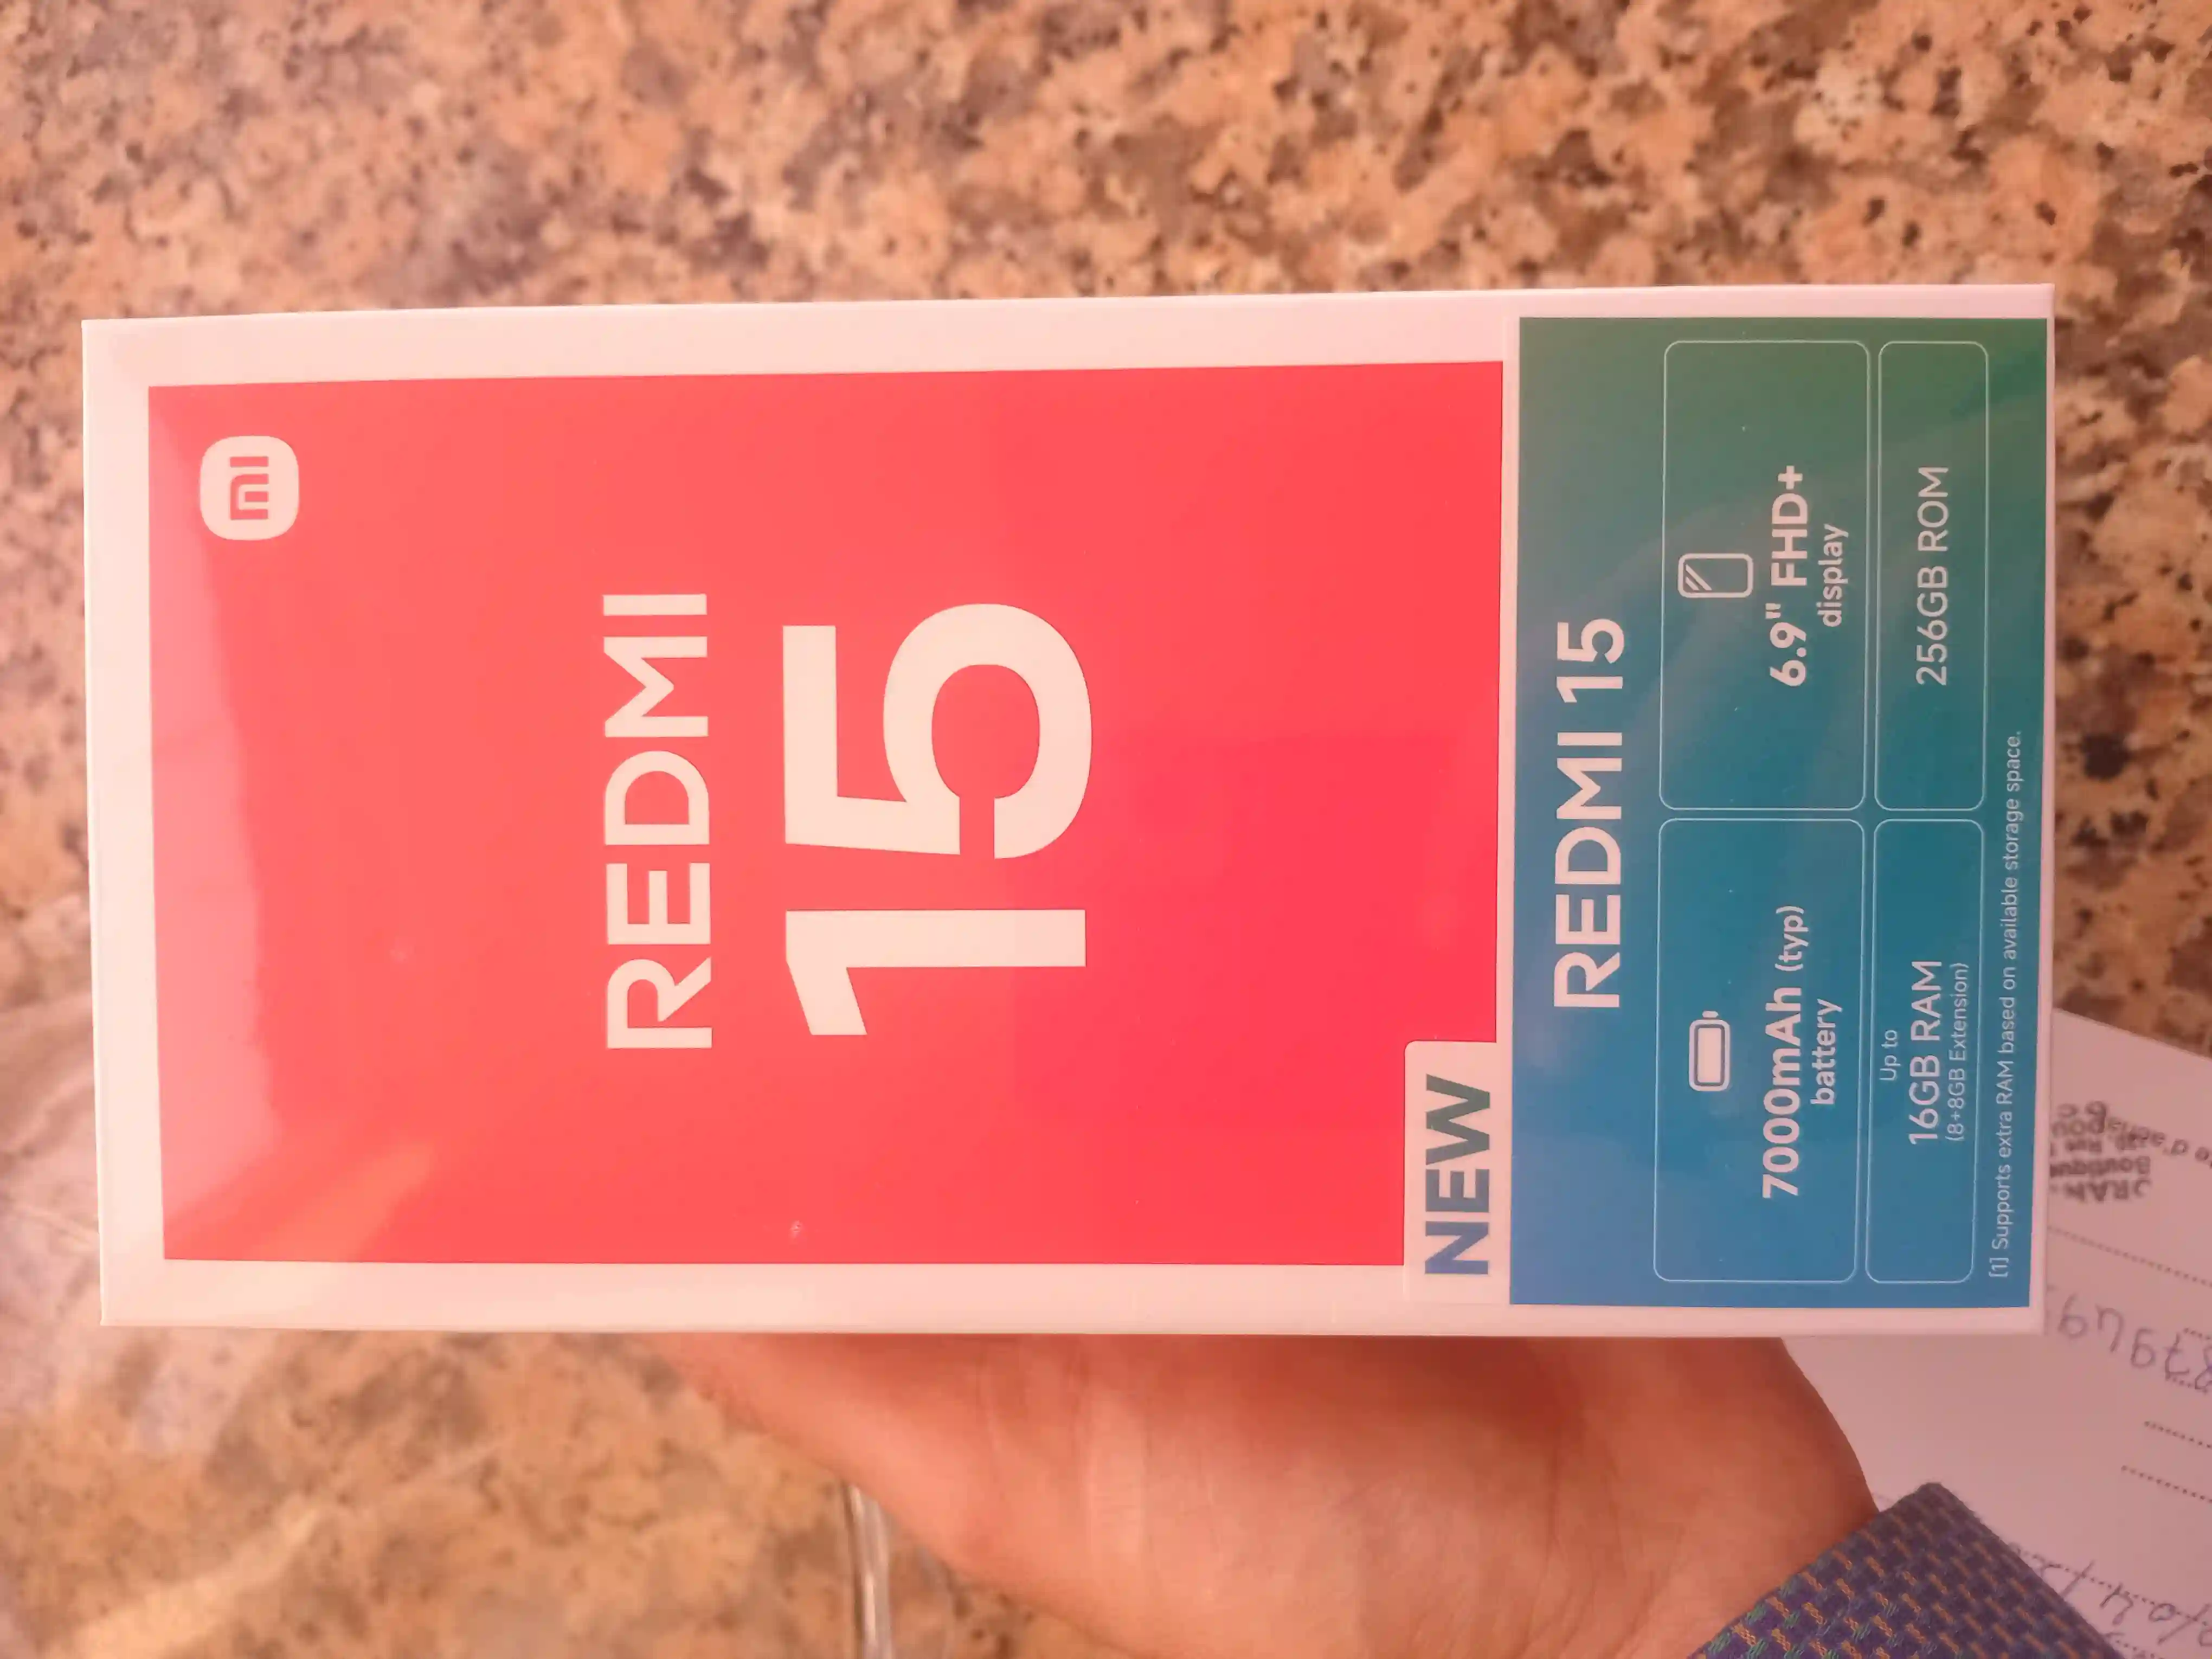 mi
REDMI
15
NEW
REDMI 15
7000mAh (typ)
battery
6.9" FHD+
display
Up to
16GB RAM
(8+8GB Extension)
256GB ROM
[1] Supports extra RAM based on available storage space.